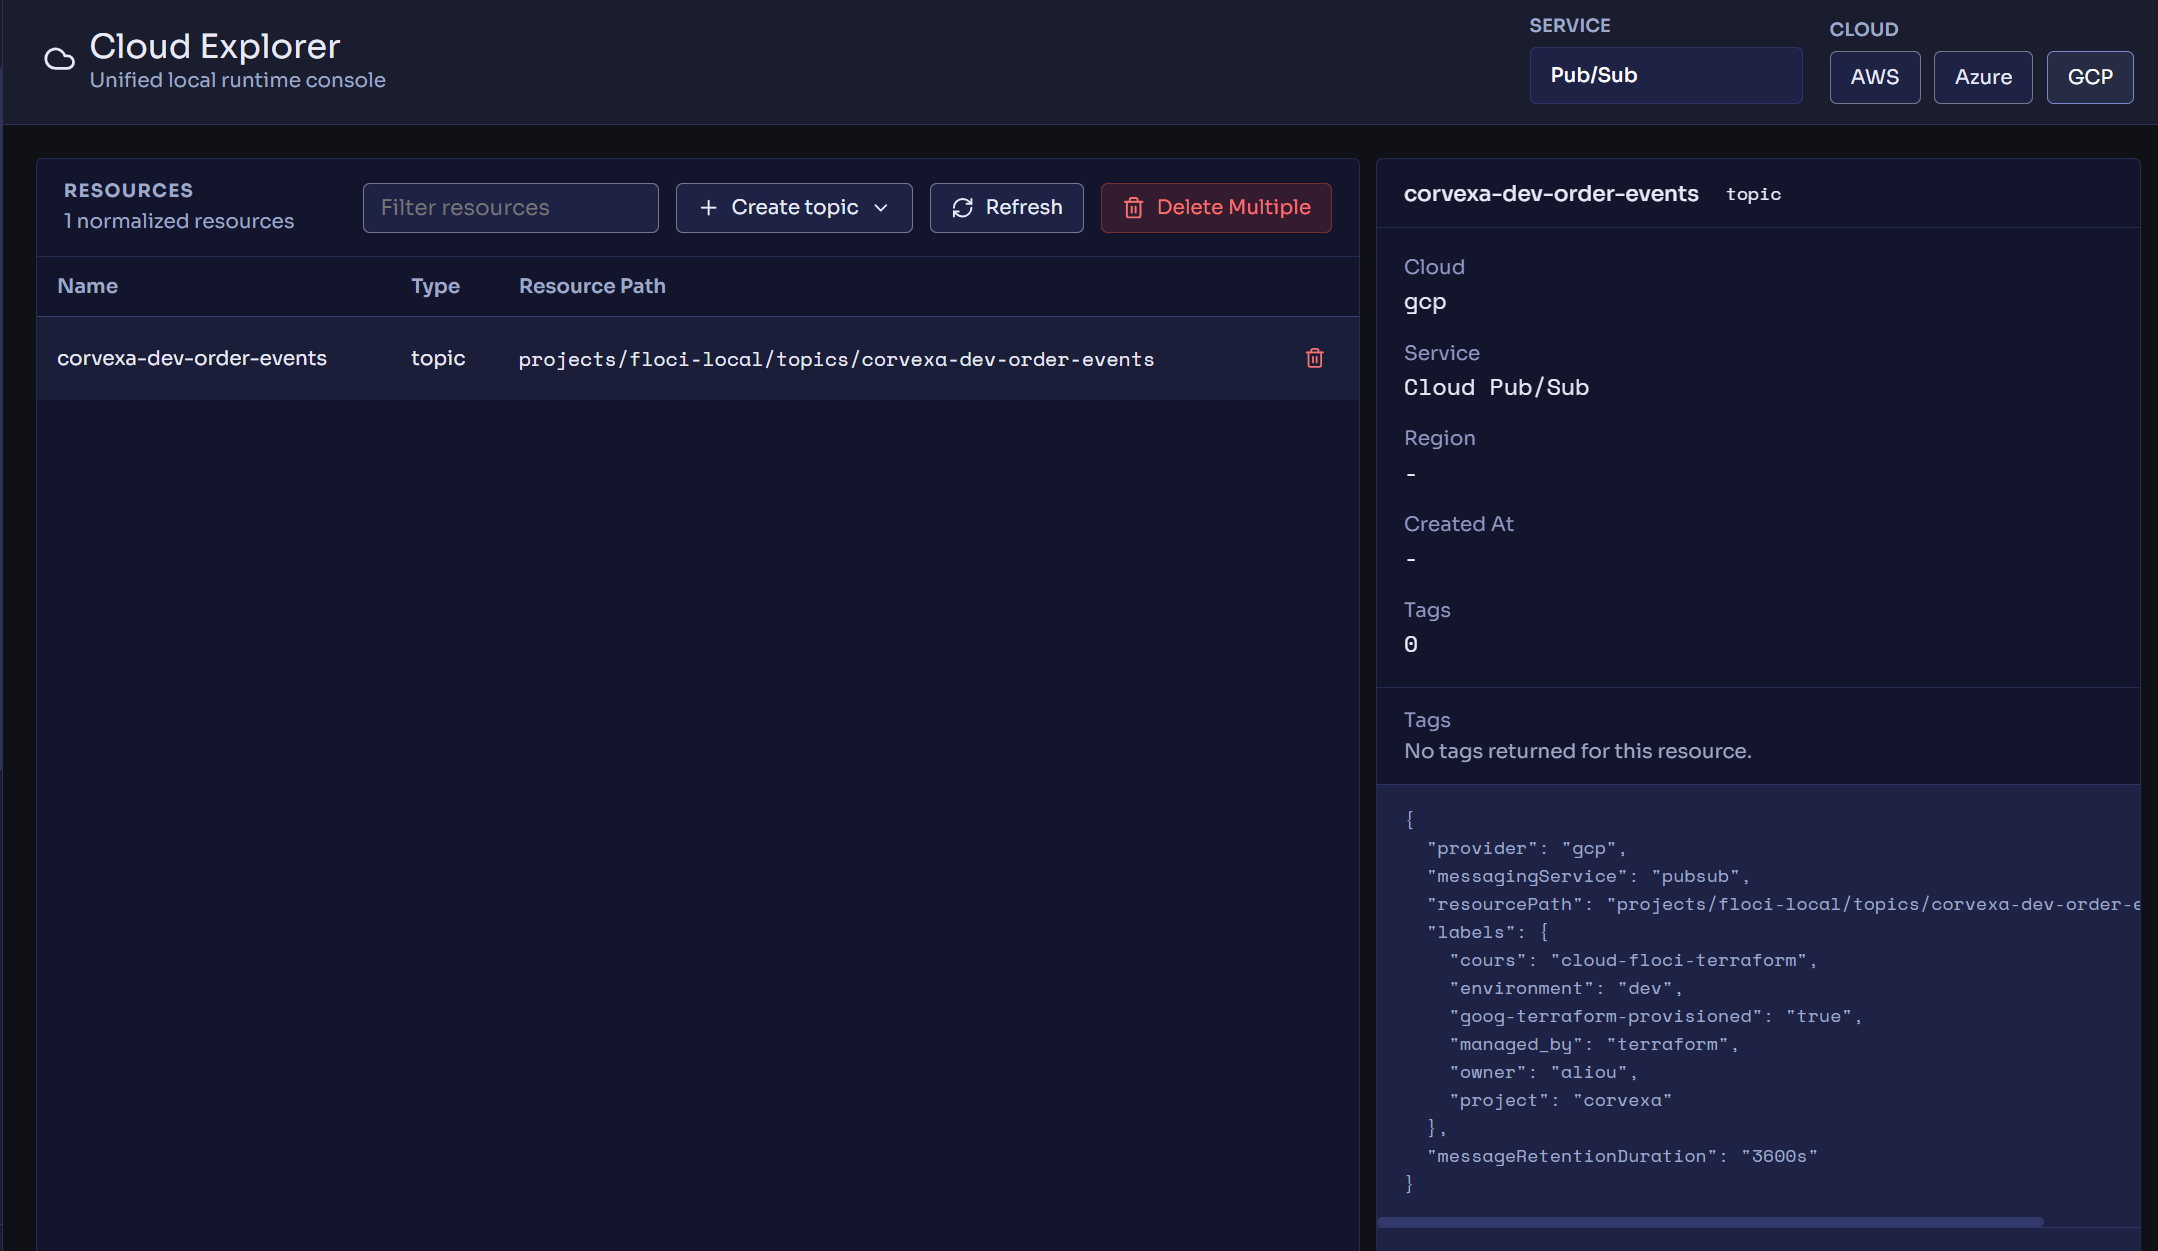 Cloud Explorer
Unified local runtime console
SERVICE
Pub/Sub
CLOUD
AWS
Azure
GCP
RESOURCES
1 normalized resources
Filter resources
Create topic
Refresh
Delete Multiple
Name
Type
Resource Path
corvexa-dev-order-events
topic
projects/floci-local/topics/corvexa-dev-order-events
corvexa-dev-order-events topic
Cloud
gcp
Service
Cloud Pub/Sub
Region
-
Created At
-
Tags
0
Tags
No tags returned for this resource.
{
"provider": "gcp",
"messagingService": "pubsub",
"resourcePath": "projects/floci-local/topics/corvexa-dev-order-e
"labels": {
"cours": "cloud-floci-terraform",
"environment": "dev",
"goog-terraform-provisioned": "true",
"managed_by": "terraform",
"owner": "aliou",
"project": "corvexa"
},
"messageRetentionDuration": "3600s"
}